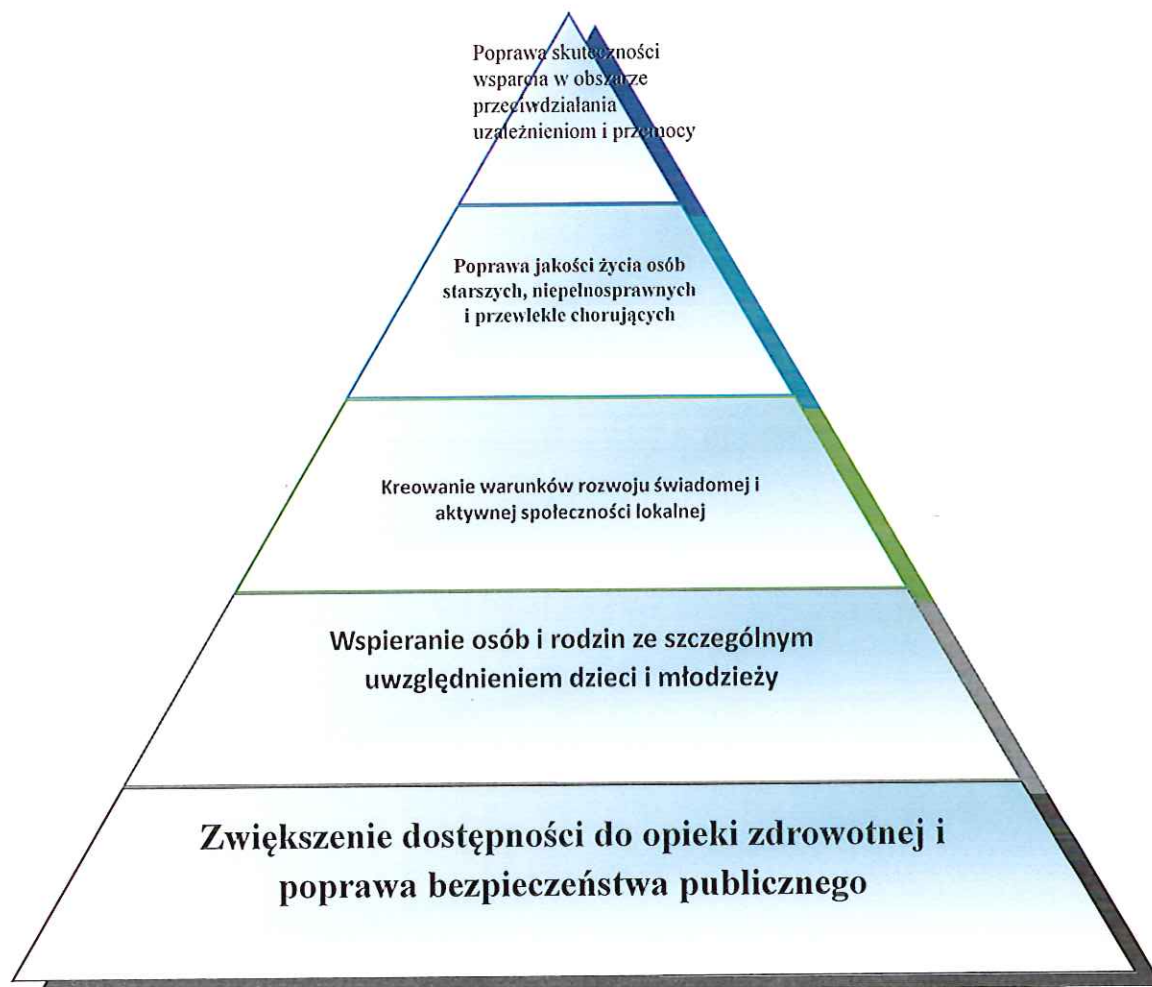 Poprawa skuteczności
wsparcia w obszarze
przeciwdziałania
uzależnieniom i przemocy
Poprawa jakości życia osób
starszych, niepełnosprawnych
i przewlekle chorujących
Kreowanie warunków rozwoju świadomej i
aktywnej społeczności lokalnej
Wspieranie osób i rodzin ze szczególnym
uwzględnieniem dzieci i młodzieży
Zwiększenie dostępności do opieki zdrowotnej i
poprawa bezpieczeństwa publicznego